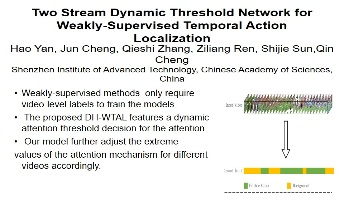 Two Stream Dynamic Threshold Network for
Weakly-Supervised Temporal Action
Localization
Hao Yan, Jun Cheng, Qieshi Zhang, Ziliang Ren, Shijie Sun,Qin
Cheng
Shenzhen Institute of Advanced Technology, Chinese Academy of Sciences,
China
• Weakly-supervised methods only require
video level labels to train the models
• The proposed DH-WTAL features a dynamic
attention threshold decision for the attention
• Our model further adjust the extreme
values of the attention mechanism for different
videos accordingly.